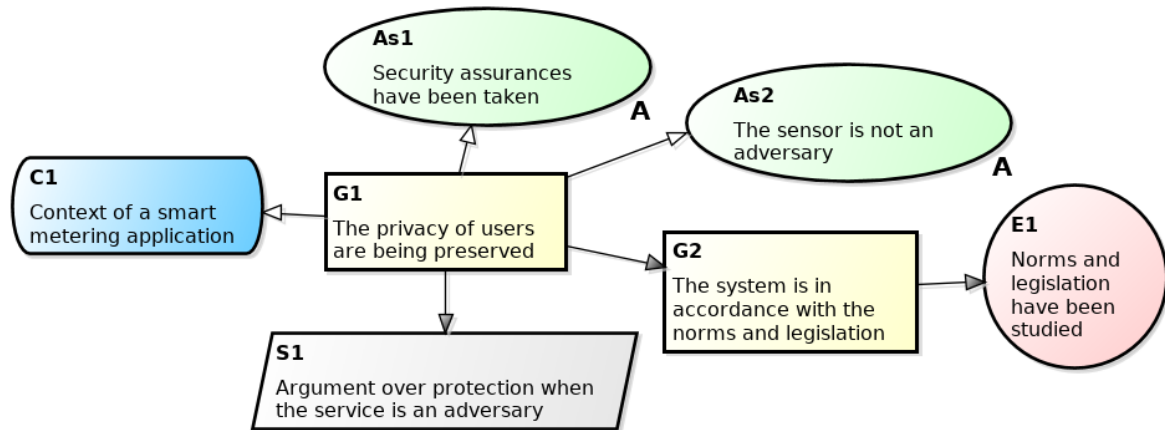 As1
Security assurances
have been taken
A
As2
The sensor is not an
adversary
A
C1
Context of a smart
metering application
G1
The privacy of users
are being preserved
G2
The system is in
accordance with the
norms and legislation
E1
Norms and
legislation
have been
studied
S1
Argument over protection when
the service is an adversary